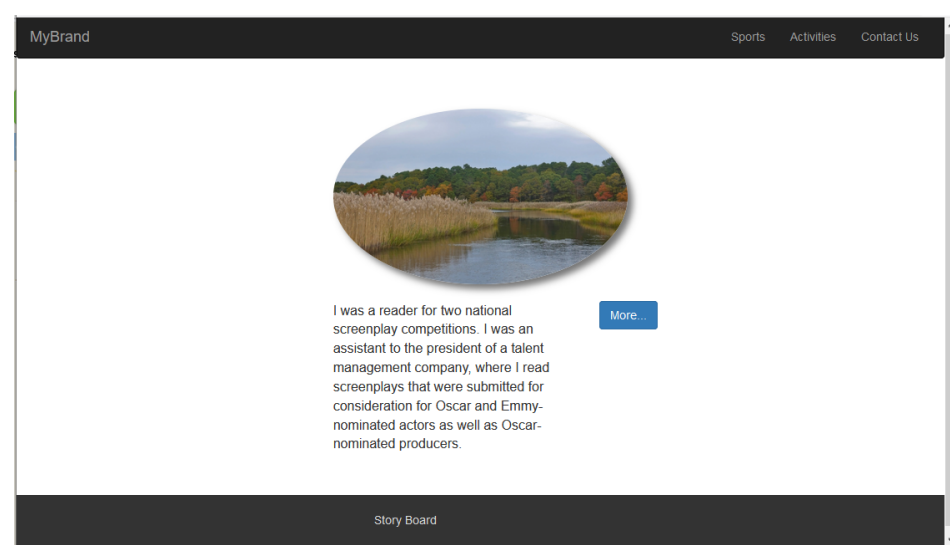 MyBrand Sports Activities Contact Us
I was a reader for two national
screenplay competitions. I was an
assistant to the president of a talent
management company, where I read
screenplays that were submitted for
consideration for Oscar and Emmy-
nominated actors as well as Oscar-
nominated producers.
More...
Story Board